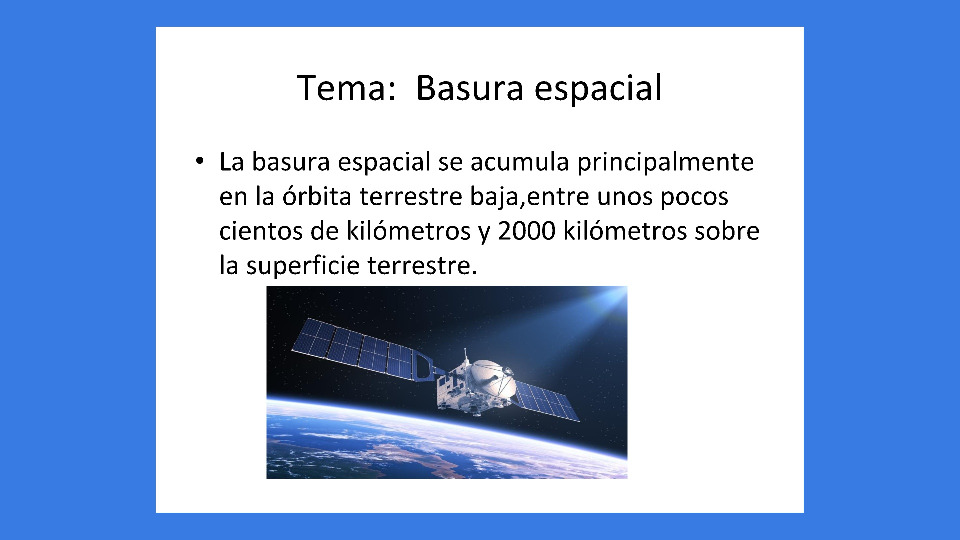 Tema:  Basura espacial
• La basura espacial se acumula principalmente
en la órbita terrestre baja,entre unos pocos
cientos de kilómetros y 2000 kilómetros sobre
la superficie terrestre.